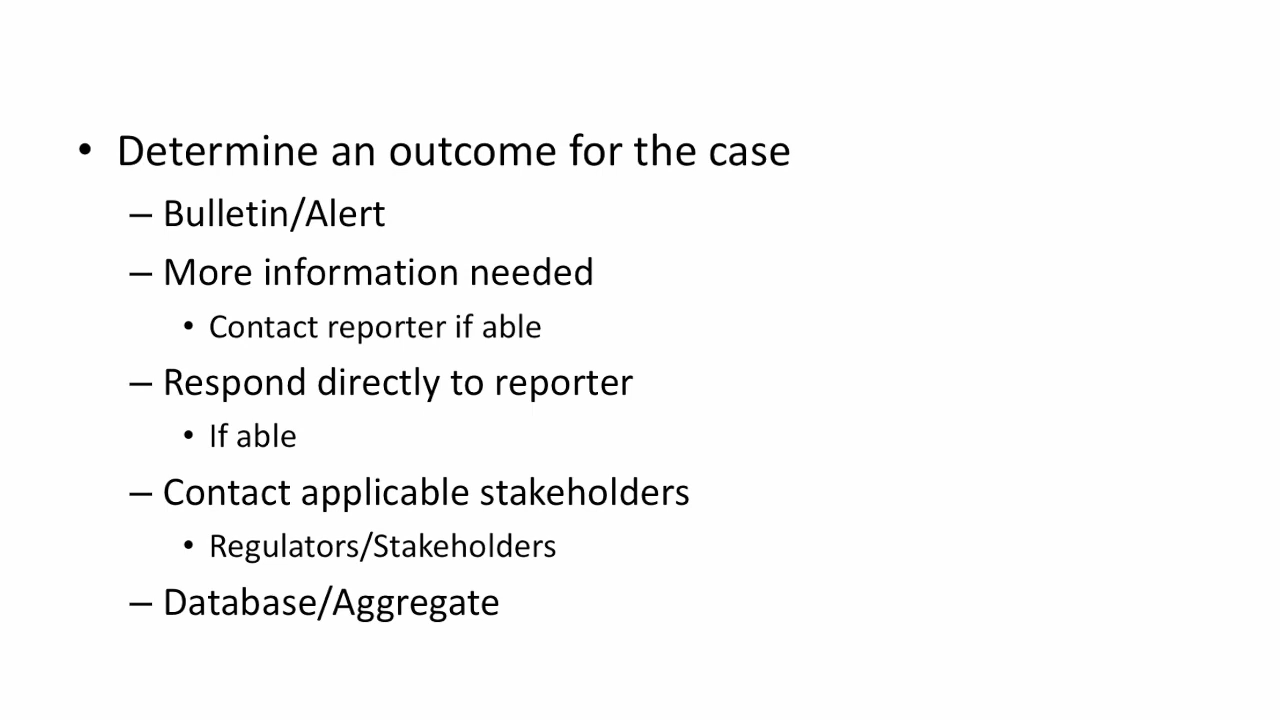 • Determine an outcome for the case
– Bulletin/Alert
– More information needed
• Contact reporter if able
– Respond directly to reporter
• If able
– Contact applicable stakeholders
• Regulators/Stakeholders
– Database/Aggregate